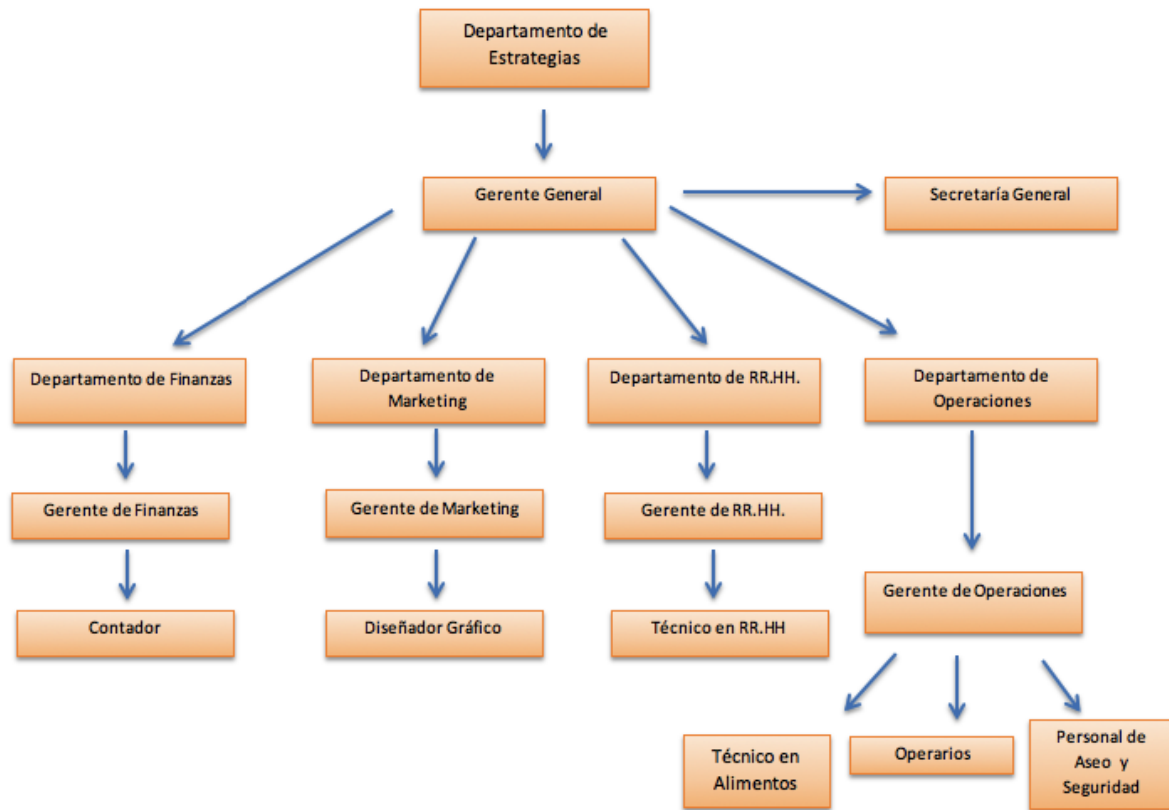 Departamento de
Estrategias
Gerente General
Secretaría General
Departamento de Finanzas
Departamento de
Marketing
Departamento de RR.HH.
Departamento de
Operaciones
Gerente de Finanzas
Gerente de Marketing
Gerente de RR.HH.
Gerente de Operaciones
Contador
Diseñador Gráfico
Técnico en RR.HH
Técnico en
Alimentos
Operarios
Personal de
Aseo y
Seguridad